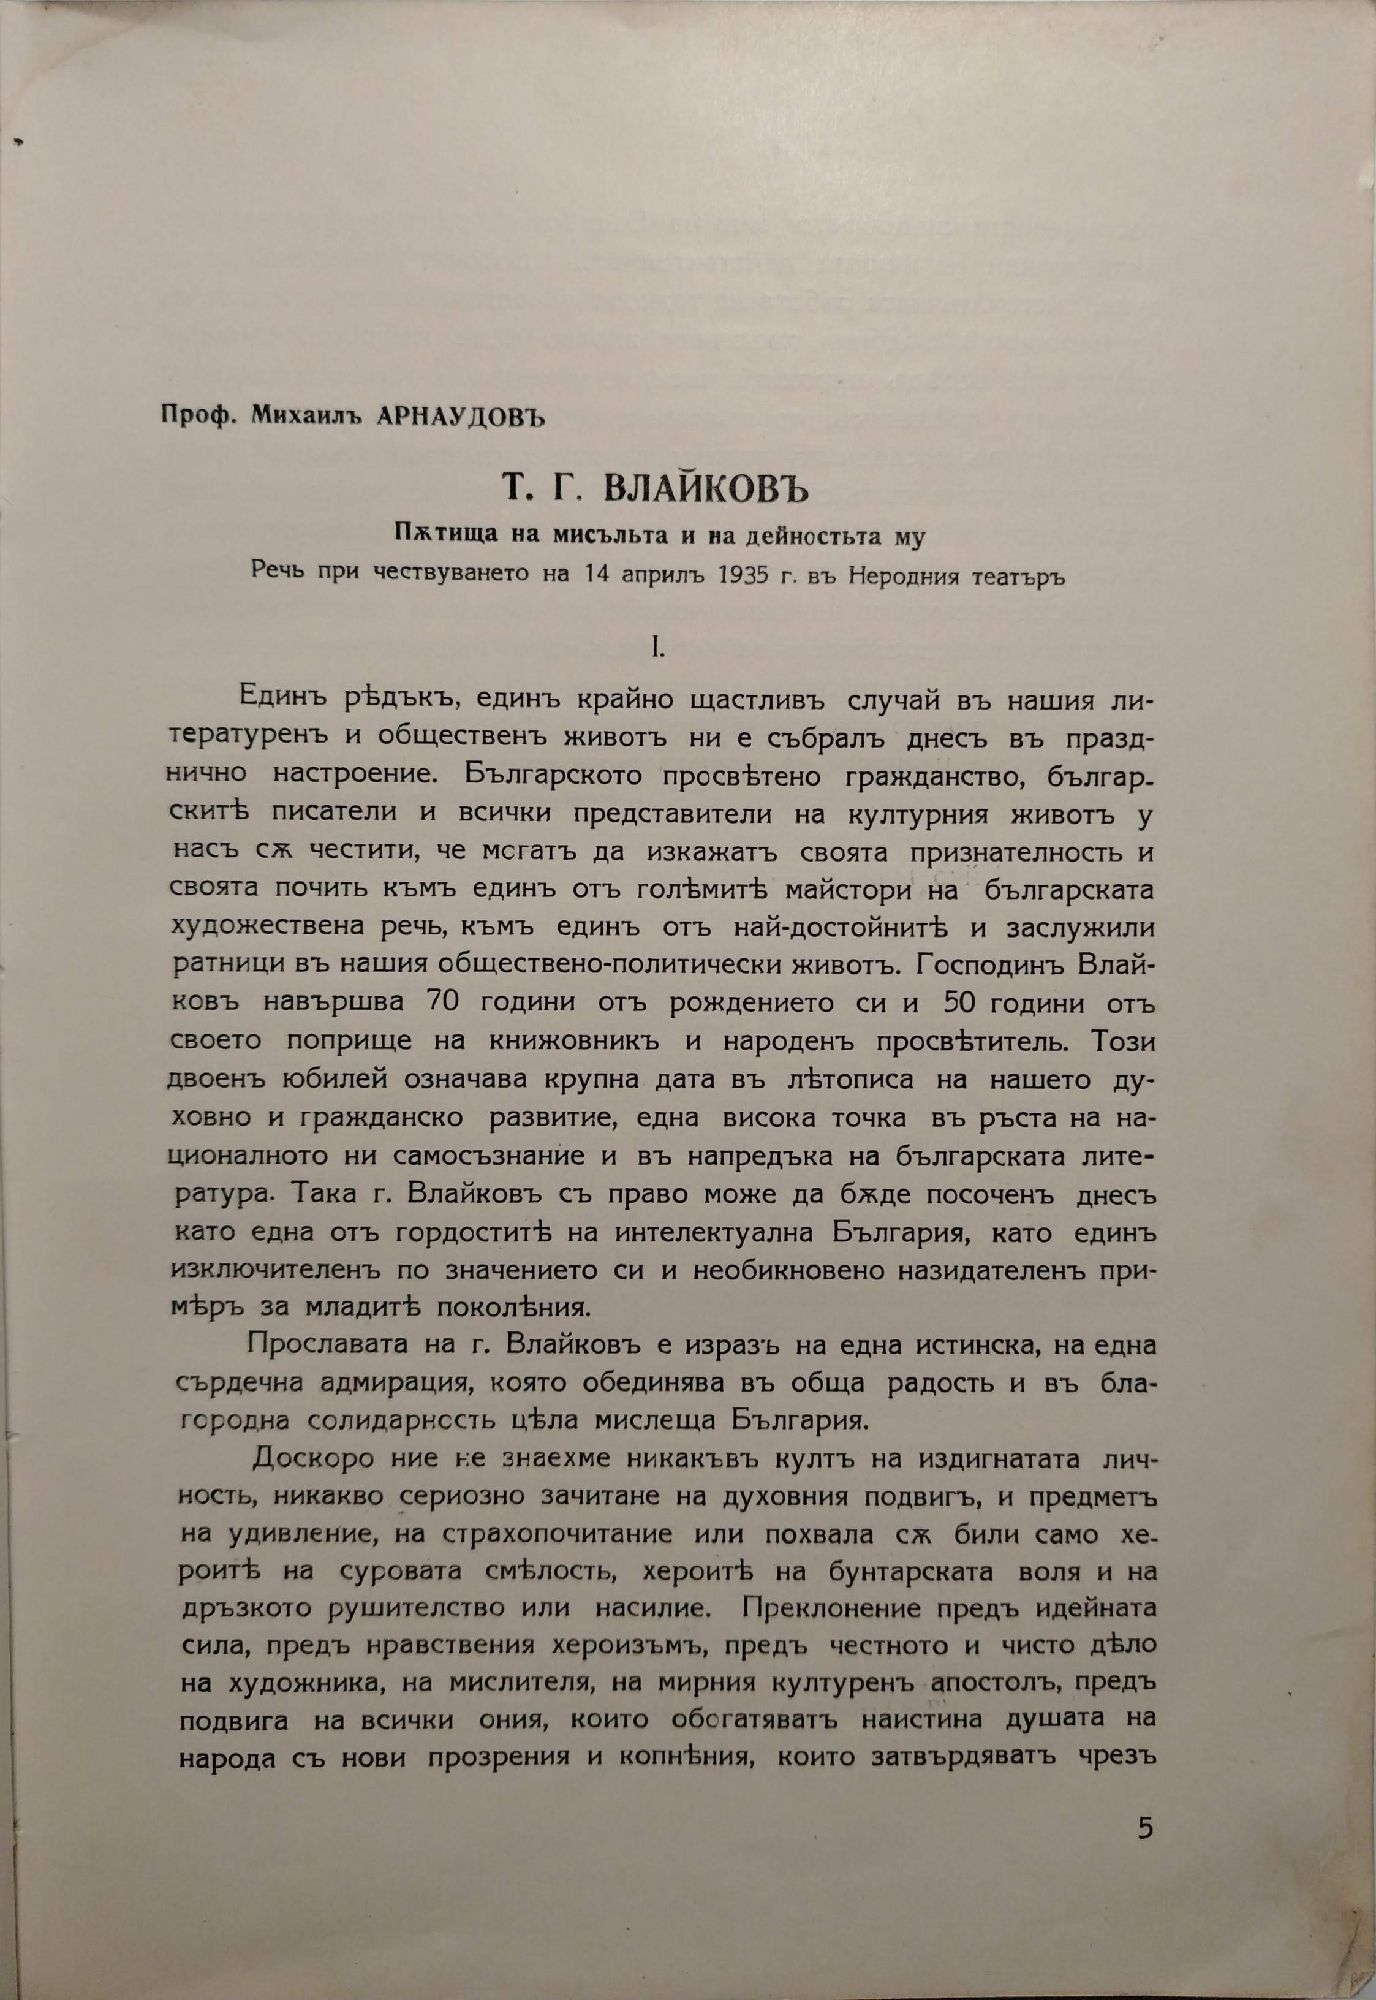 Проф. Михаилъ АРНАУДОВЪ
Т. Г. ВЛАЙКОВЪ
Пѫтища на мисъльта и на дейностьта му
Речь при чествуването на 14 априлъ 1935 г. въ Неродния театъръ
I.
Единъ рѣдъкъ, единъ крайно щастливъ случай въ нашия ли-
тературенъ и общественъ животъ ни е събралъ днесъ въ празд-
нично настроение. Българското просвѣтено гражданство, българ-
скитѣ писатели и всички представители на културния животъ у
насъ сѫ честити, че могатъ да изкажатъ своята признателность и
своята почить къмъ единъ отъ голѣмитѣ майстори на българската
художествена речь, къмъ единъ отъ най-достойнитѣ и заслужили
ратници въ нашия обществено-политически животъ. Господинъ Влай-
ковъ навършва 70 години отъ рождението си и 50 години отъ
своето поприще на книжовникъ и народенъ просвѣтитель. Този
двоенъ юбилей означава крупна дата въ лѣтописа на нашето ду-
ховно и гражданско развитие, една висока точка въ ръста на на-
ционалното ни самосъзнание и въ напредъка на българската лите-
ратура. Така г. Влайковъ съ право може да бѫде посоченъ днесъ
като една отъ гордоститѣ на интелектуална България, като единъ
изключителенъ по значението си и необикновено назидателенъ при-
мѣръ за младитѣ поколѣния.
Прославата на г. Влайковъ е изразъ на една истинска, на една
сърдечна адмирация, която обединява въ обща радость и въ бла-
городна солидарность цѣла мислеща България.
Доскоро ние не знаехме никакъвъ култъ на издигнатата лич-
ность, никакво сериозно зачитане на духовния подвигъ, и предметъ
на удивление, на страхопочитание или похвала сѫ били само хе-
роитѣ на суровата смѣлость, хероитѣ на бунтарската воля и на
дръзкото рушителство или насилие. Преклонение предъ идейната
сила, предъ нравствения хероизъмъ, предъ честното и чисто дѣло
на художника, на мислителя, на мирния културенъ апостолъ, предъ
подвига на всички ония, които обогатяватъ наистина душата на
народа съ нови прозрения и копнѣния, които затвърдяватъ чрезъ
5